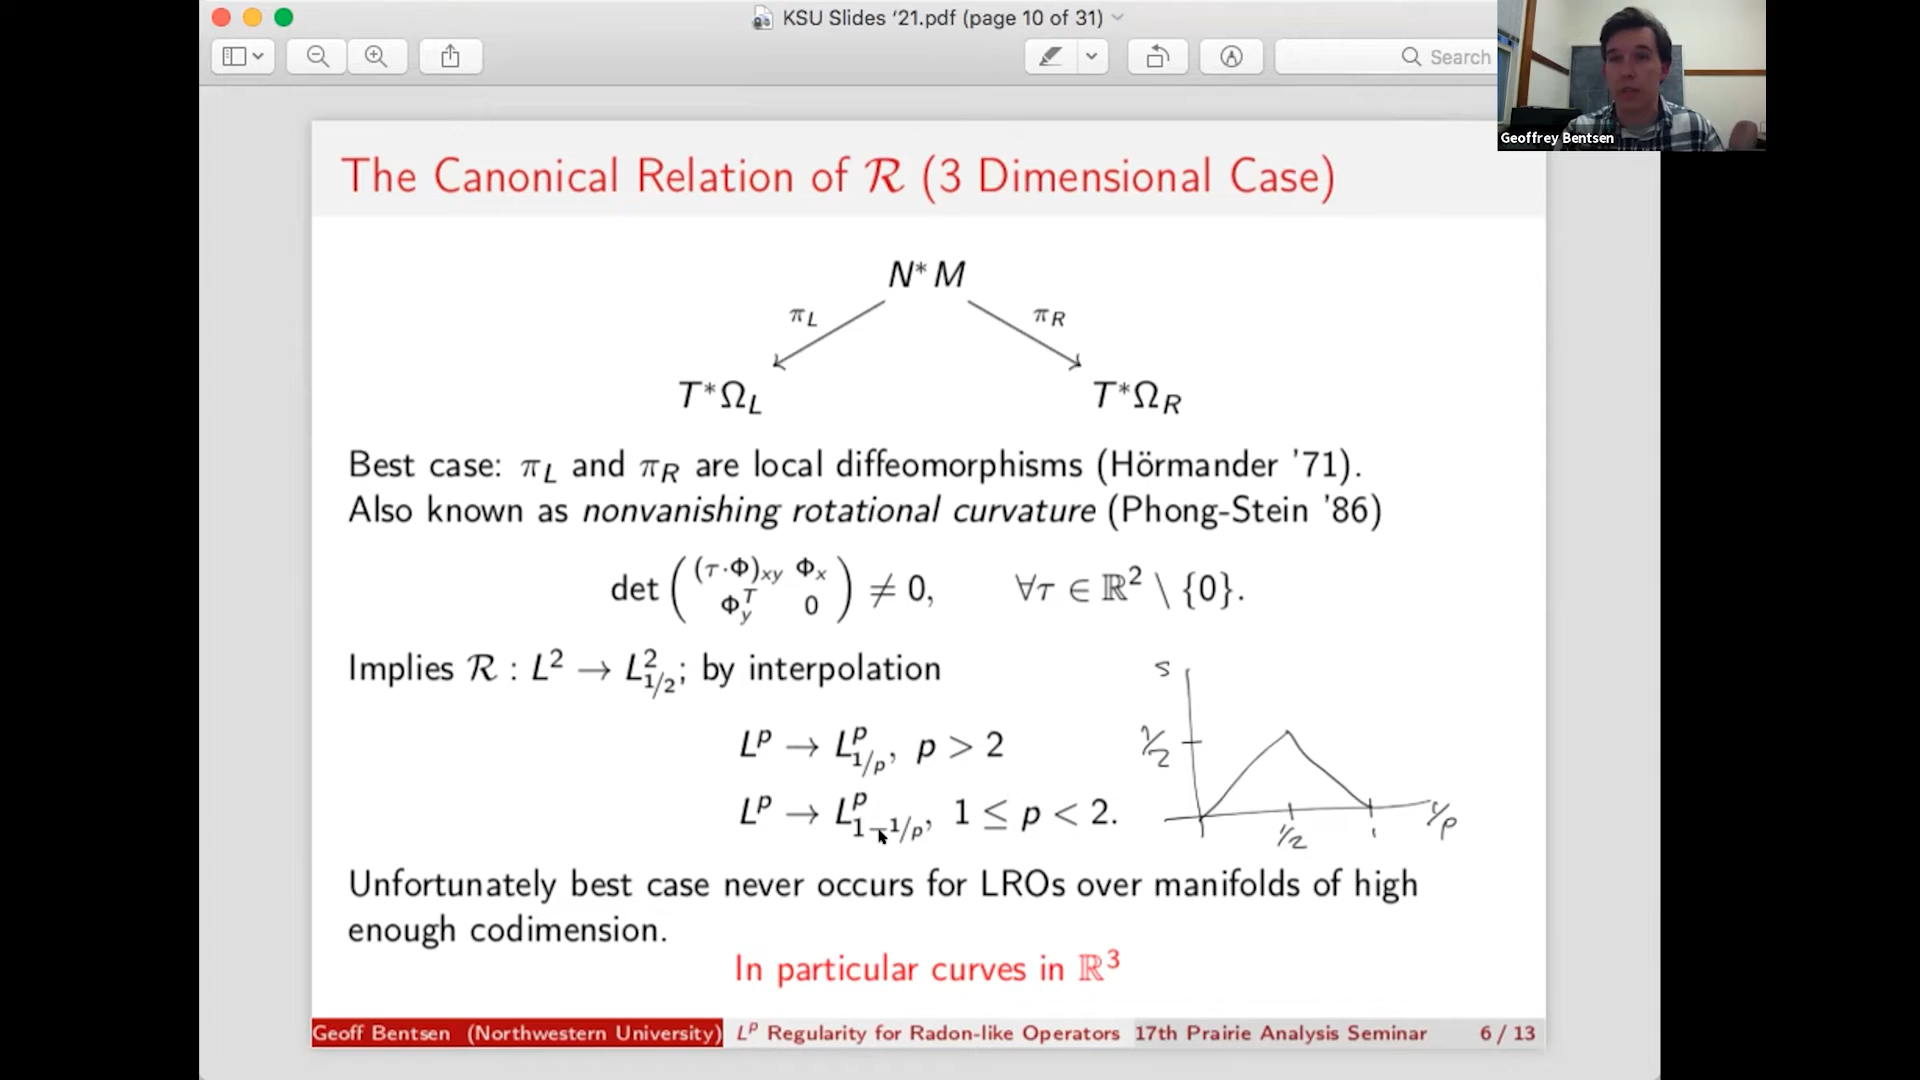 KSU Slides '21.pdf (page 10 of 31)
Search
Geoffrey Bentsen
The Canonical Relation of ℛ (3 Dimensional Case)
N*M
π_L π_R
T*Ω_L T*Ω_R
Best case: π_L and π_R are local diffeomorphisms (Hörmander '71).
Also known as nonvanishing rotational curvature (Phong-Stein '86)
det ( (τ·Φ)_{xy} Φ_x ; Φ_y^T 0 ) ≠ 0, ∀τ ∈ ℝ² \ {0}.
Implies ℛ : L² → L²_{1/2}; by interpolation
L^p → L^p_{1/p}, p > 2
L^p → L^p_{1−1/p}, 1 ≤ p < 2.
s
1/2
1/2 1 1/p
Unfortunately best case never occurs for LROs over manifolds of high
enough codimension.
In particular curves in ℝ³
Geoff Bentsen (Northwestern University) L^p Regularity for Radon-like Operators 17th Prairie Analysis Seminar 6 / 13